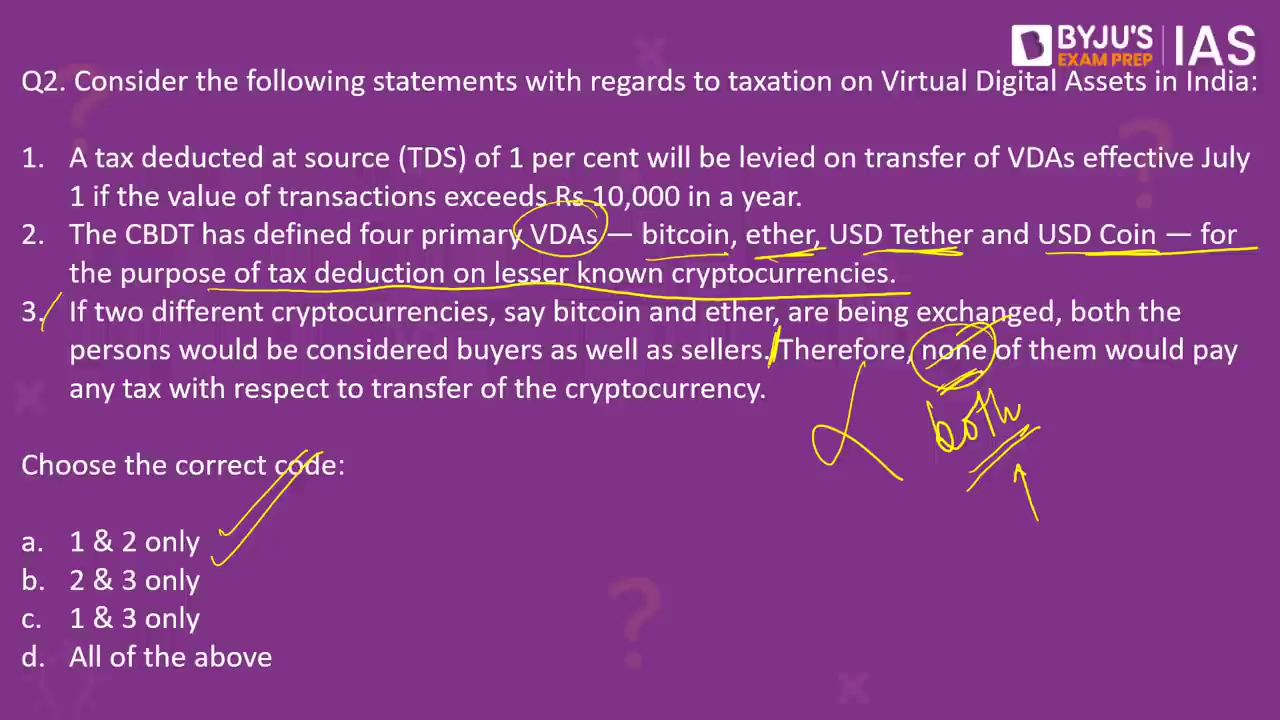 BYJU'S IAS
EXAM PREP
Q2. Consider the following statements with regards to taxation on Virtual Digital Assets in India:
1. A tax deducted at source (TDS) of 1 per cent will be levied on transfer of VDAs effective July
1 if the value of transactions exceeds Rs 10,000 in a year.
2. The CBDT has defined four primary VDAs — bitcoin, ether, USD Tether and USD Coin — for
the purpose of tax deduction on lesser known cryptocurrencies.
3. If two different cryptocurrencies, say bitcoin and ether, are being exchanged, both the
persons would be considered buyers as well as sellers. Therefore, none of them would pay
any tax with respect to transfer of the cryptocurrency.
both
Choose the correct code:
a. 1 & 2 only
b. 2 & 3 only
c. 1 & 3 only
d. All of the above